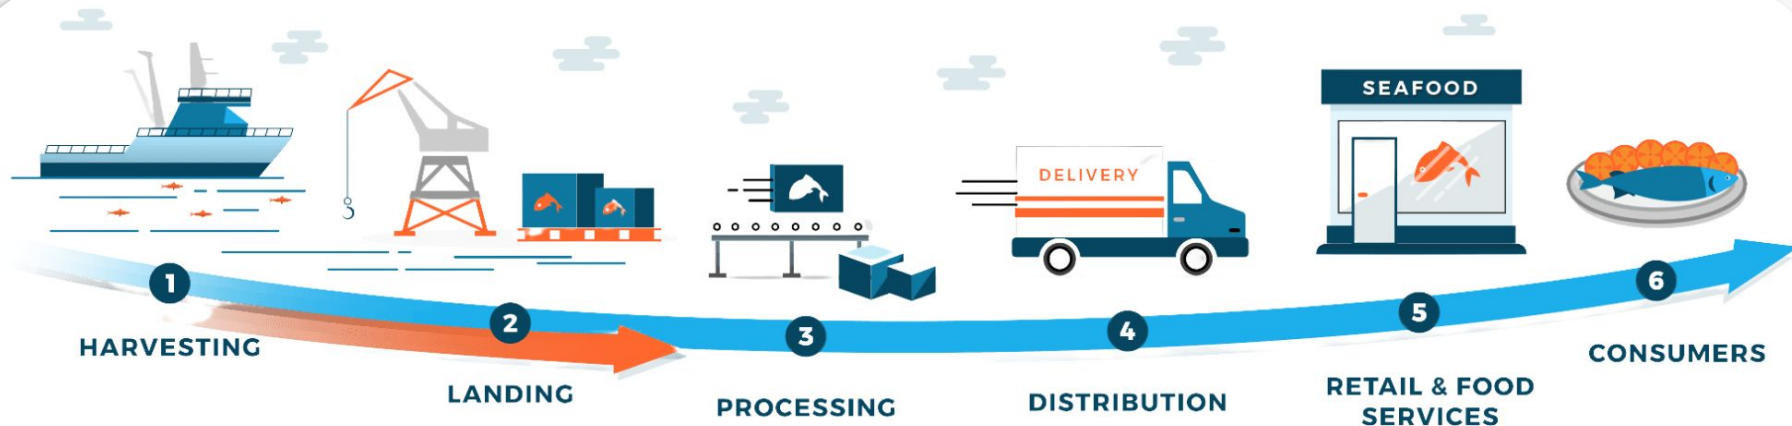 SEAFOOD
DELIVERY
1
2
3
4
5
6
HARVESTING
LANDING
PROCESSING
DISTRIBUTION
RETAIL & FOOD
SERVICES
CONSUMERS